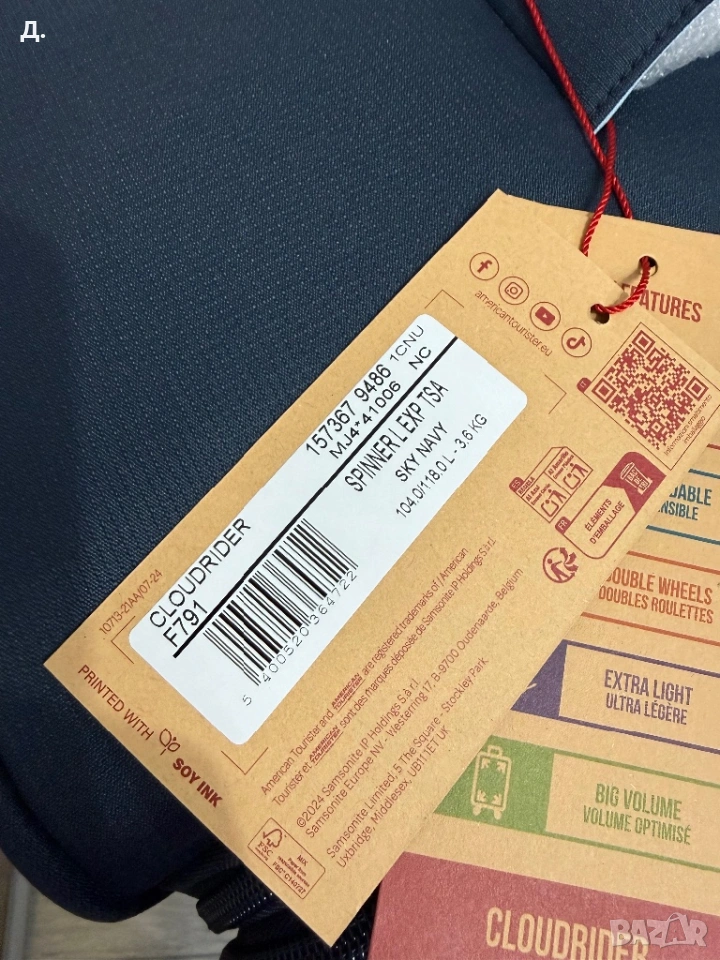 Д.
americantourister.eu
157367 9486 1CNU
MJ4*41006 NC
SPINNER L EXP TSA
SKY NAVY
104.0/118.0 L - 3.6 KG
CLOUDRIDER
F791
5 400520 364722
10713-21AA/07-24
PRINTED WITH
SOY INK
American Tourister and AMERICAN TOURISTER are registered trademarks of / American
Tourister et AMERICAN TOURISTER sont des marques déposée de Samsonite IP Holdings S.à r.l.
©2024 Samsonite IP Holdings S.à r.l.
Samsonite Europe NV - Westerring 17, B-9700 Oudenaarde, Belgium
Samsonite Limited, 5 The Square - Stockley Park,
Uxbridge, Middlesex, UB11 1ET UK
FSC
MIX
FR
ÉLÉMENTS
D'EMBALLAGE
FEATURES
DOUBLE WHEELS
DOUBLES ROULETTES
EXTRA LIGHT
ULTRA LÉGÈRE
BIG VOLUME
VOLUME OPTIMISÉ
CLOUDRIDER
BAZAR